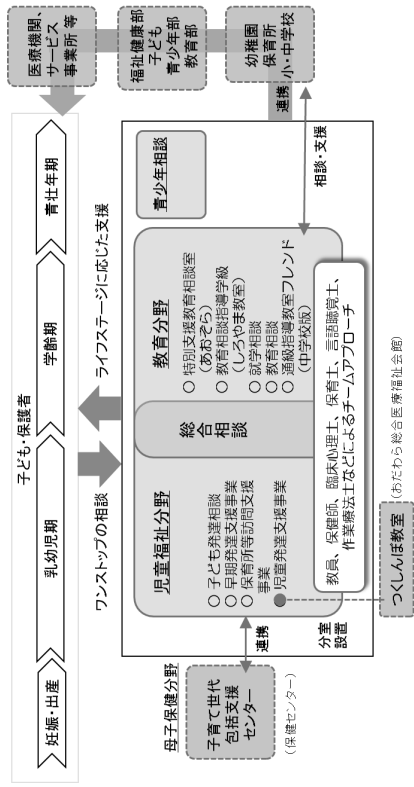 子ども・保護者
妊娠・出産
乳幼児期
学齢期
青壮年期
医療機関、
サービス
事業所 等
福祉健康部
子ども
青少年部
教育部
幼稚園
保育所
小・中学校
連携
ワンストップの相談
ライフステージに応じた支援
相談・支援
母子保健分野
子育て世代
包括支援
センター
(保健センター)
連携
児童福祉分野
○子ども発達相談
○早期発達支援事業
○保育所等訪問支援
事業
●児童発達支援事業
総合
相談
教育分野
○特別支援教育相談室
(あおぞら)
○教育相談指導学級
(しろやま教室)
○就学相談
○教育相談
○通級指導教室フレンド
(中学校版)
青少年相談
教員、保健師、臨床心理士、保育士、言語聴覚士、
作業療法士などによるチームアプローチ
分室
設置
つくしんぼ教室
(おだわら総合医療福祉会館)